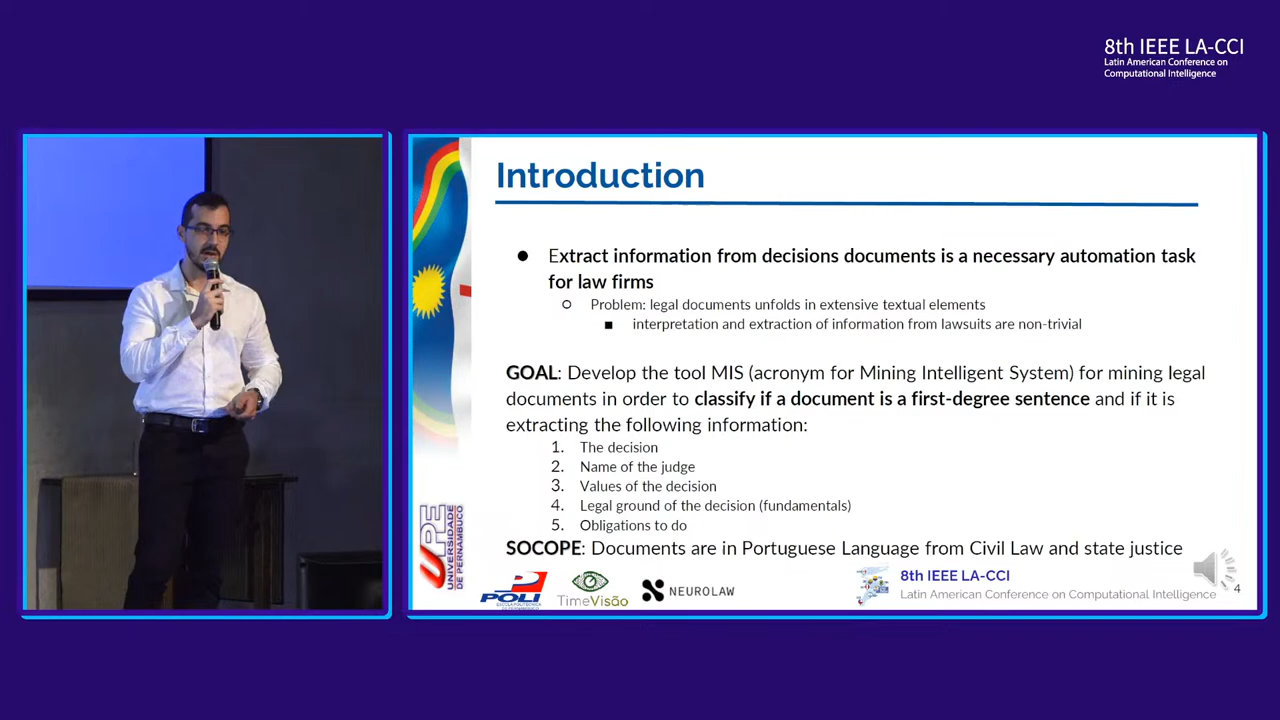 8th IEEE LA-CCI
Latin American Conference on
Computational Intelligence
Introduction
● Extract information from decisions documents is a necessary automation task
for law firms
○ Problem: legal documents unfolds in extensive textual elements
■ interpretation and extraction of information from lawsuits are non-trivial
GOAL: Develop the tool MIS (acronym for Mining Intelligent System) for mining legal
documents in order to classify if a document is a first-degree sentence and if it is
extracting the following information:
1. The decision
2. Name of the judge
3. Values of the decision
4. Legal ground of the decision (fundamentals)
5. Obligations to do
SOCOPE: Documents are in Portuguese Language from Civil Law and state justice
UPE
UNIVERSIDADE
DE PERNAMBUCO
POLI
ESCOLA POLITÉCNICA
DE PERNAMBUCO
TimeVisão
NEUROLAW
8th IEEE LA-CCI
Latin American Conference on Computational Intelligence
4